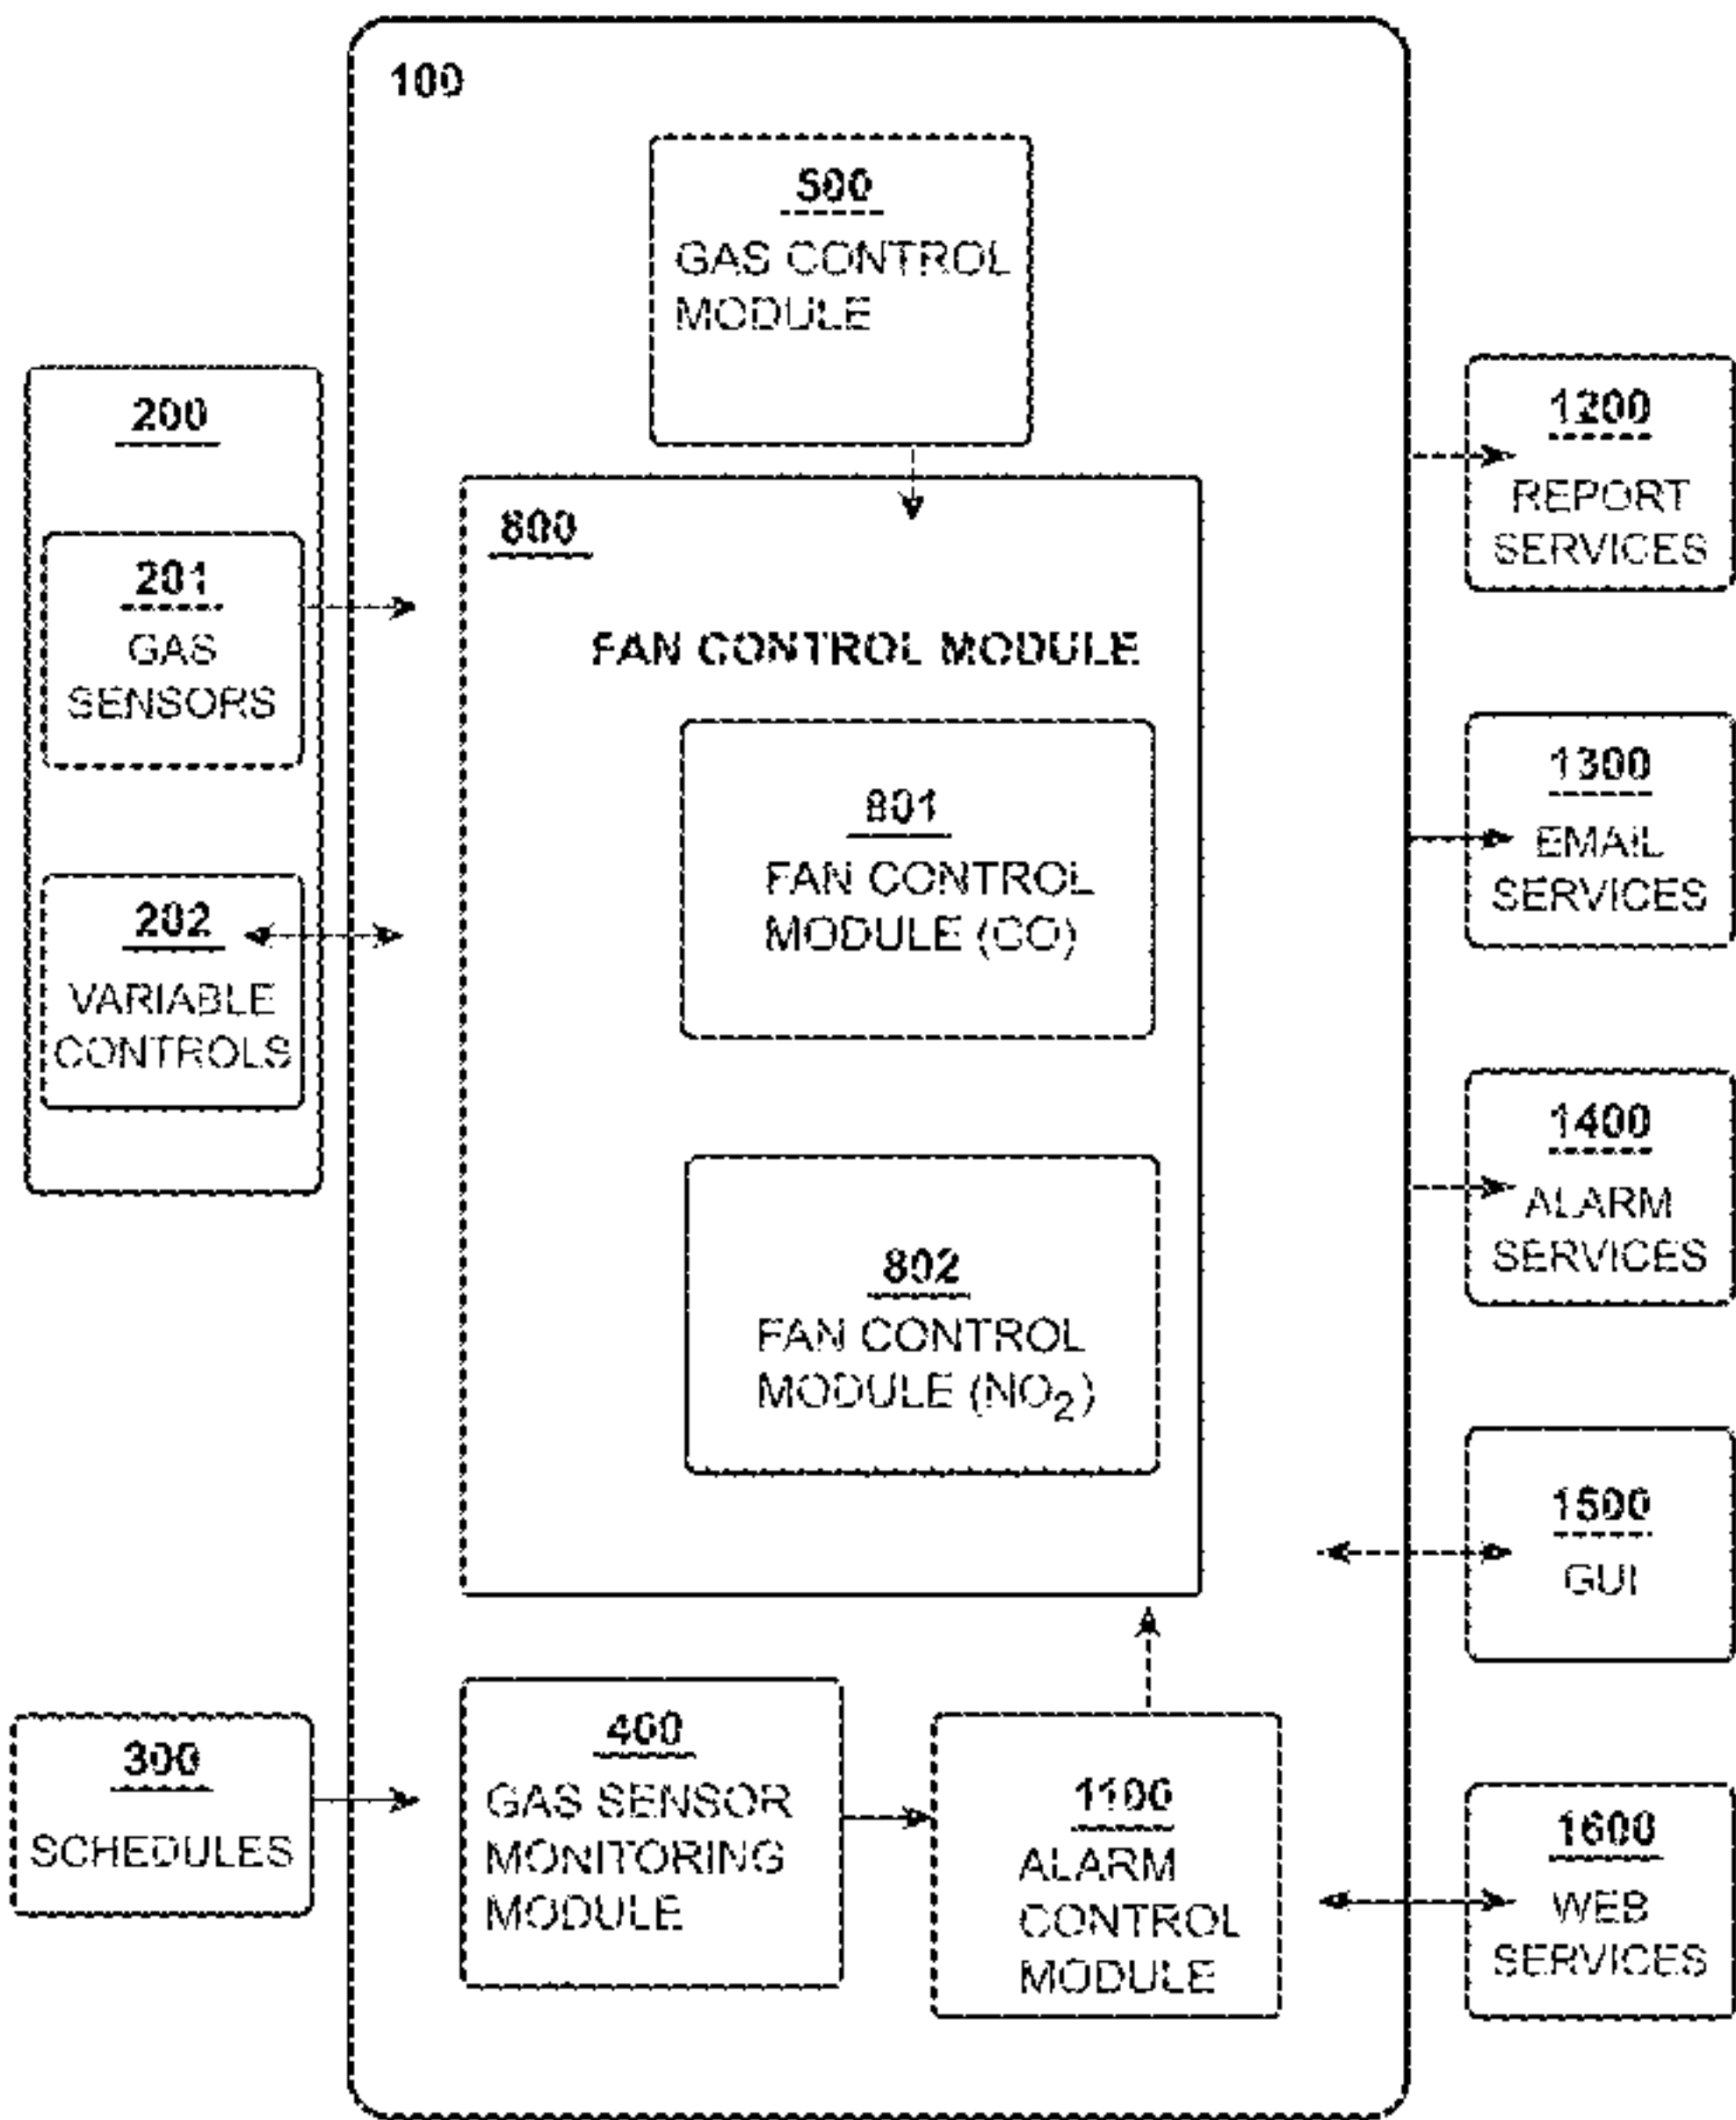 100
500
GAS CONTROL
MODULE
200
201
GAS
SENSORS
202
VARIABLE
CONTROLS
800
FAN CONTROL MODULE
801
FAN CONTROL
MODULE (CO)
802
FAN CONTROL
MODULE (NO₂)
300
SCHEDULES
400
GAS SENSOR
MONITORING
MODULE
1100
ALARM
CONTROL
MODULE
1200
REPORT
SERVICES
1300
EMAIL
SERVICES
1400
ALARM
SERVICES
1500
GUI
1600
WEB
SERVICES